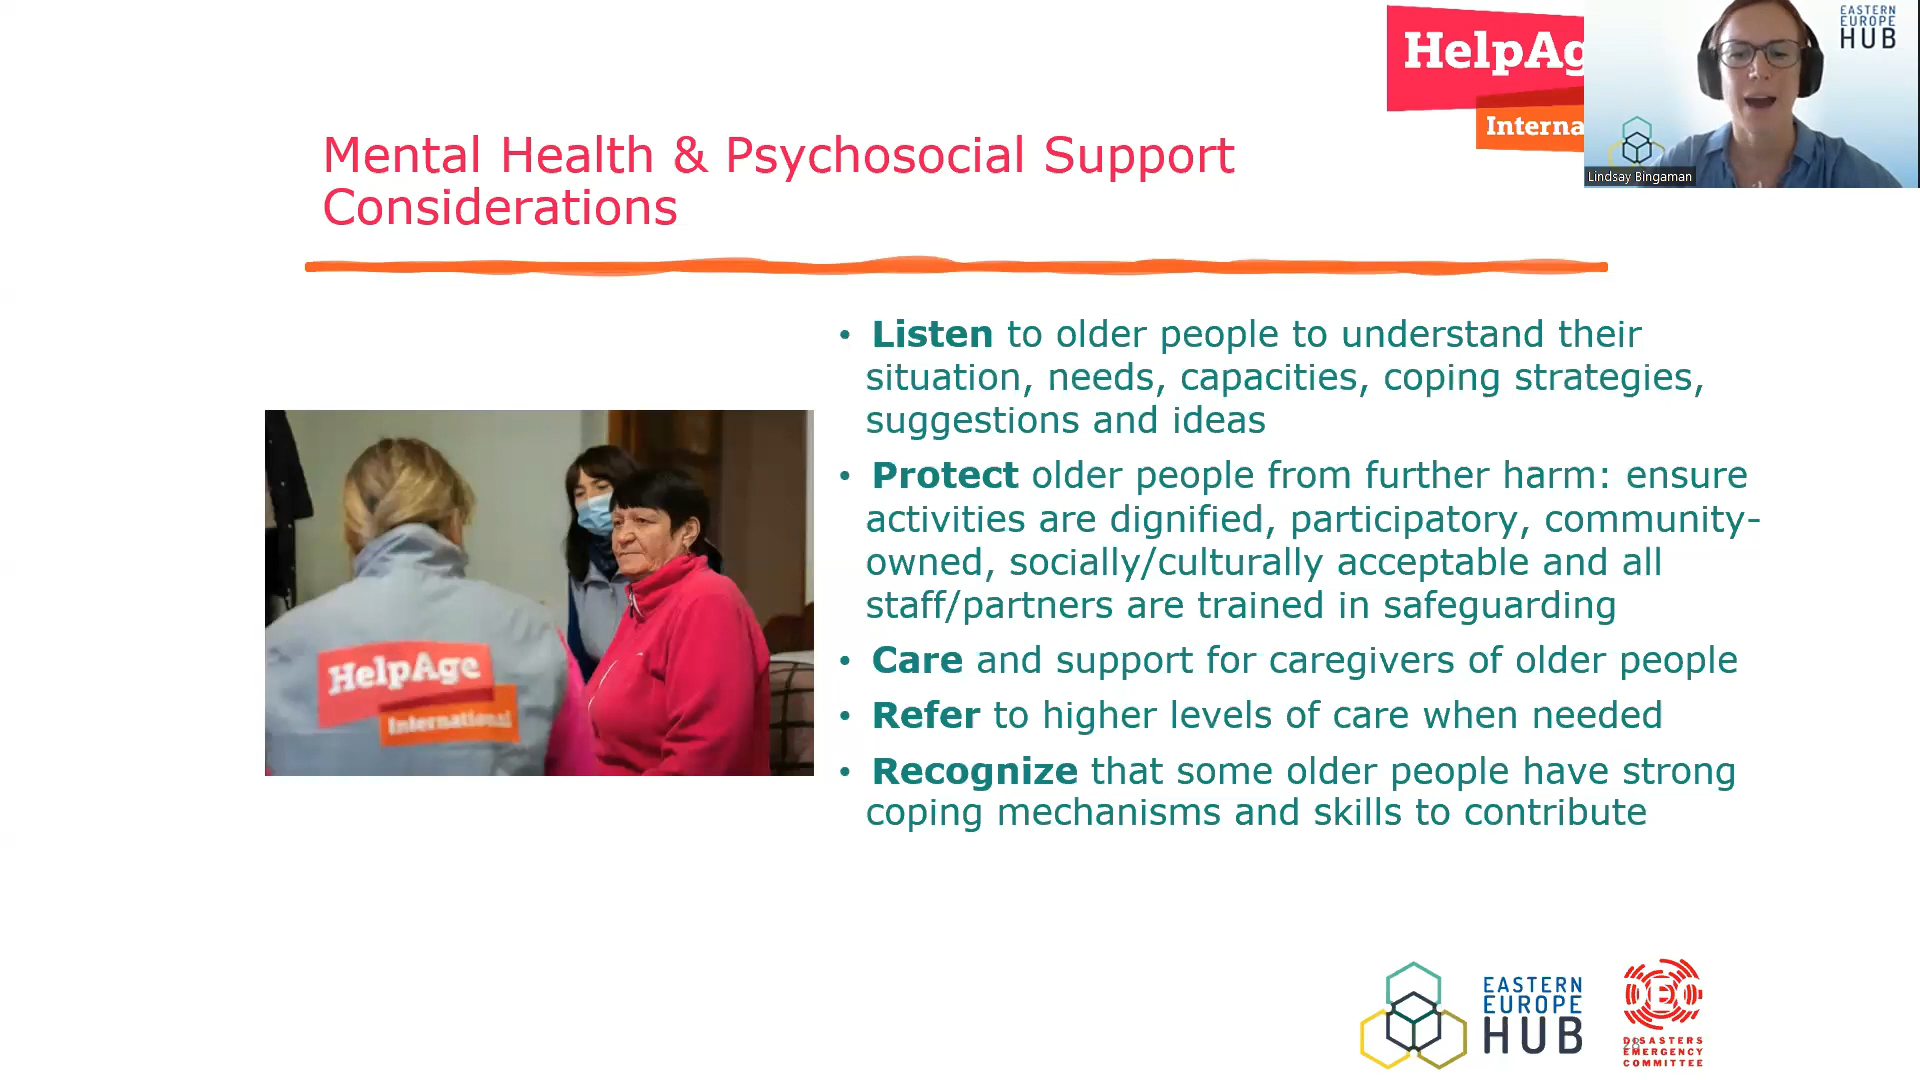 HelpAg
Interna
EASTERN
EUROPE
HUB
Lindsay Bingaman
Mental Health & Psychosocial Support
Considerations
• Listen to older people to understand their
situation, needs, capacities, coping strategies,
suggestions and ideas
• Protect older people from further harm: ensure
activities are dignified, participatory, community-
owned, socially/culturally acceptable and all
staff/partners are trained in safeguarding
• Care and support for caregivers of older people
• Refer to higher levels of care when needed
• Recognize that some older people have strong
coping mechanisms and skills to contribute
HelpAge
International
EASTERN
EUROPE
HUB
DEC
28
DISASTERS
EMERGENCY
COMMITTEE